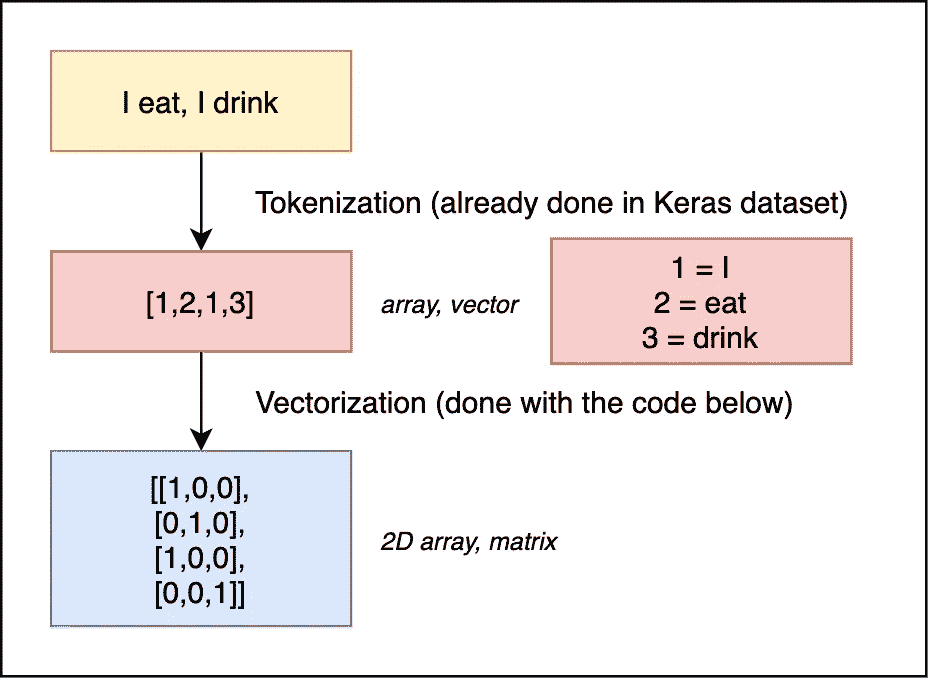 I eat, I drink
Tokenization (already done in Keras dataset)
[1,2,1,3]
array, vector
1 = I
2 = eat
3 = drink
Vectorization (done with the code below)
[[1,0,0],
[0,1,0],
[1,0,0],
[0,0,1]]
2D array, matrix